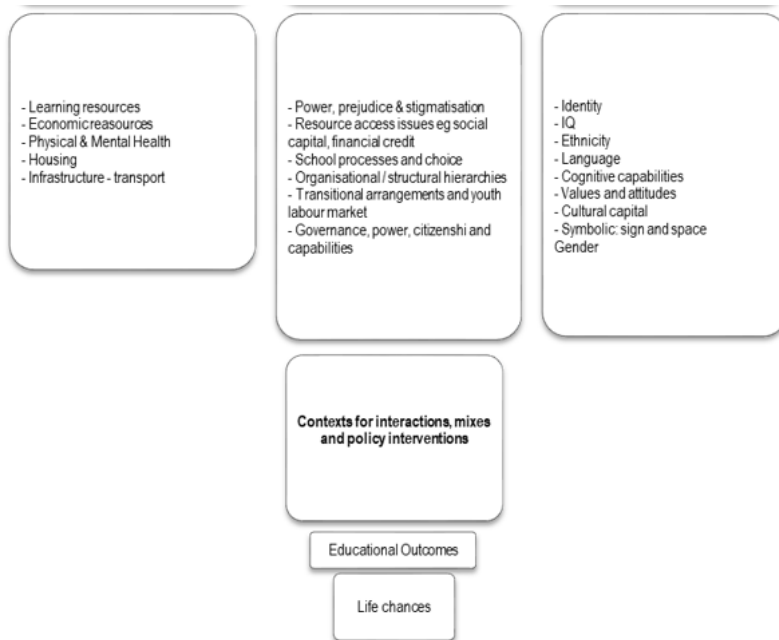 - Learning resources
- Economic reasources
- Physical & Mental Health
- Housing
- Infrastructure - transport
- Power, prejudice & stigmatisation
- Resource access issues eg social
capital, financial credit
- School processes and choice
- Organisational / structural hierarchies
- Transitional arrangements and youth
labour market
- Governance, power, citizenshi and
capabilities
- Identity
- IQ
- Ethnicity
- Language
- Cognitive capabilities
- Values and attitudes
- Cultural capital
- Symbolic: sign and space
Gender
Contexts for interactions, mixes
and policy interventions
Educational Outcomes
Life chances